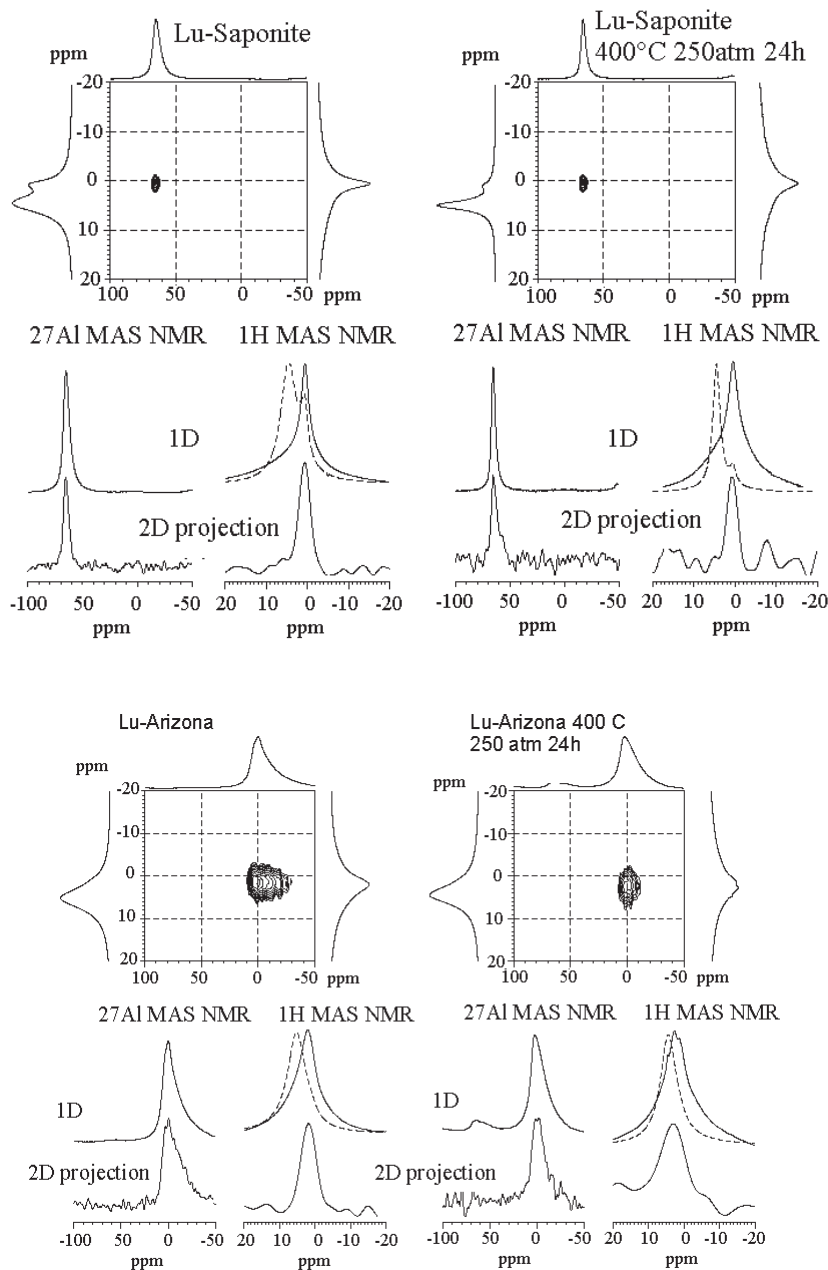 Lu-Saponite
ppm
-20
-10
0
10
20
100 50 0 -50
ppm
27Al MAS NMR 1H MAS NMR
1D
2D projection
-100 50 0 -50
ppm
20 10 0 -10 -20
ppm
Lu-Saponite
400°C 250atm 24h
ppm
-20
-10
0
10
20
100 50 0 -50
ppm
27Al MAS NMR 1H MAS NMR
1D
2D projection
-100 50 0 -50
ppm
20 10 0 -10 -20
ppm
Lu-Arizona
ppm
-20
-10
0
10
20
100 50 0 -50
ppm
27Al MAS NMR 1H MAS NMR
1D
2D projection
-100 50 0 -50
ppm
20 10 0 -10 -20
ppm
Lu-Arizona 400 C
250 atm 24h
ppm
-20
-10
0
10
20
100 50 0 -50
ppm
27Al MAS NMR 1H MAS NMR
1D
2D projection
-100 50 0 -50
ppm
20 10 0 -10 -20
ppm